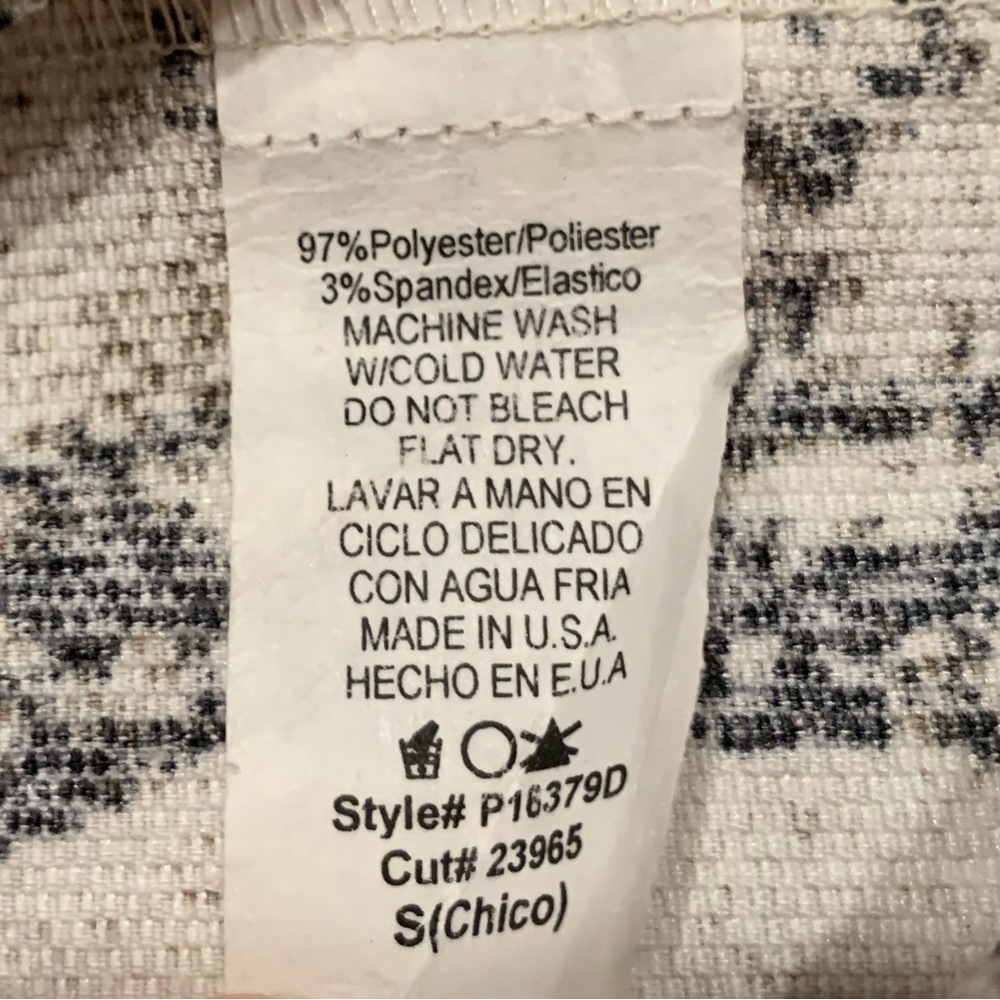 97%Polyester/Poliester
3%Spandex/Elastico
MACHINE WASH
W/COLD WATER
DO NOT BLEACH
FLAT DRY.
LAVAR A MANO EN
CICLO DELICADO
CON AGUA FRIA
MADE IN U.S.A.
HECHO EN E.U.A
Style# P16379D
Cut# 23965
S(Chico)